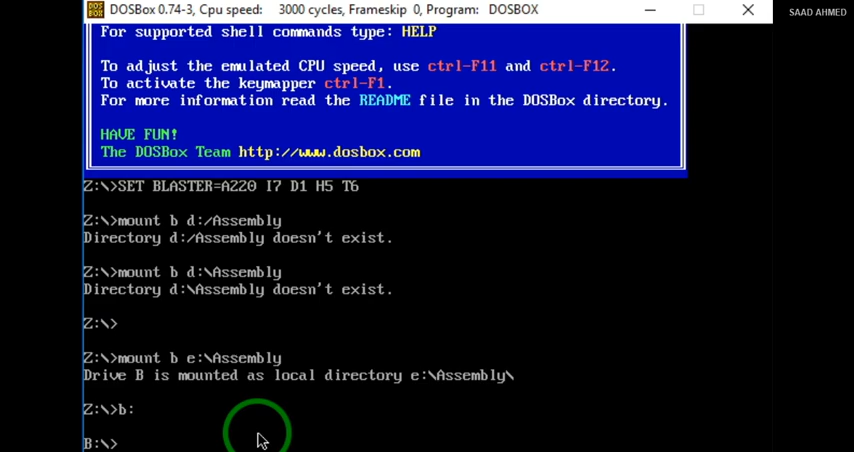 DOSBox 0.74-3, Cpu speed:    3000 cycles, Frameskip  0, Program:   DOSBOX
SAAD AHMED
DOS
BOX
For supported shell commands type: HELP
To adjust the emulated CPU speed, use ctrl-F11 and ctrl-F12.
To activate the keymapper ctrl-F1.
For more information read the README file in the DOSBox directory.
HAVE FUN!
The DOSBox Team http://www.dosbox.com
Z:\>SET BLASTER=A220 I7 D1 H5 T6
Z:\>mount b d:/Assembly
Directory d:/Assembly doesn't exist.
Z:\>mount b d:\Assembly
Directory d:\Assembly doesn't exist.
Z:\>
Z:\>mount b e:\Assembly
Drive B is mounted as local directory e:\Assembly\
Z:\>b:
B:\>